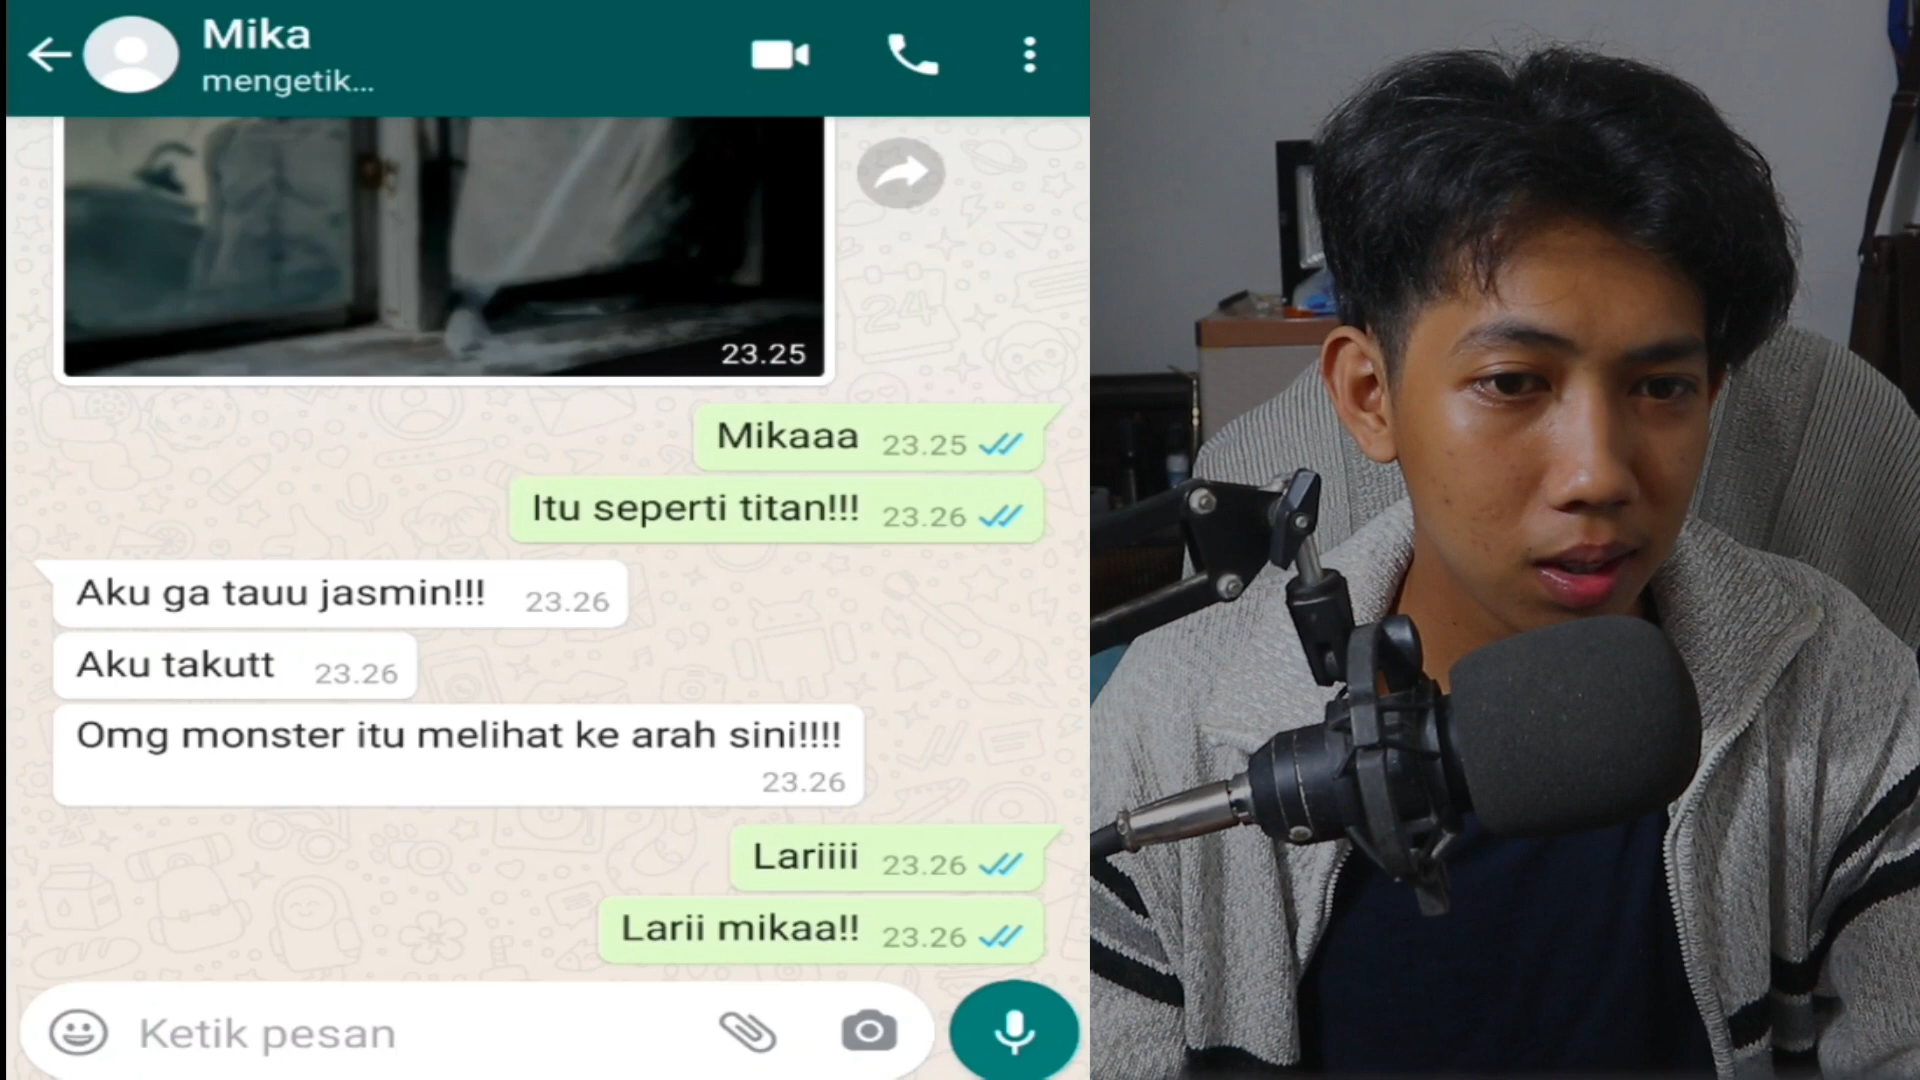 Mika
mengetik...
23.25
Mikaaa 23.25
Itu seperti titan!!! 23.26
Aku ga tauu jasmin!!! 23.26
Aku takutt 23.26
Omg monster itu melihat ke arah sini!!!!
23.26
Lariiii 23.26
Larii mikaa!! 23.26
Ketik pesan